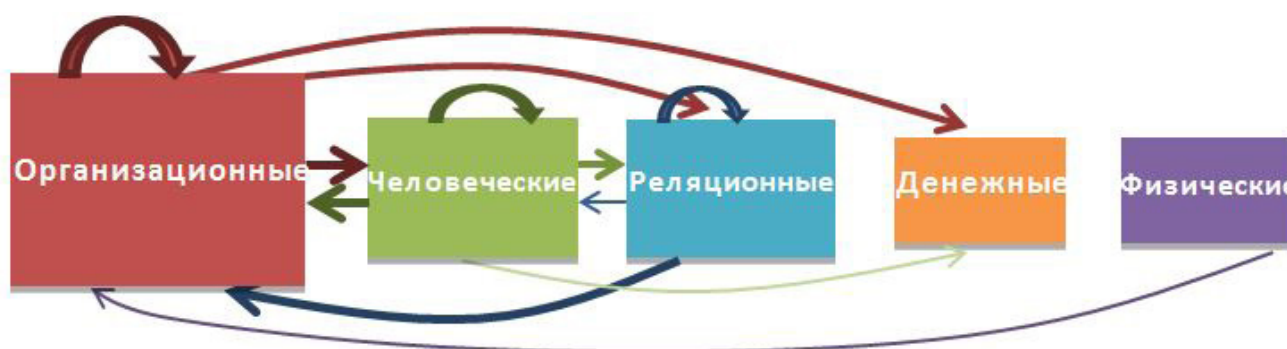 Организационные
Человеческие
Реляционные
Денежные
Физические